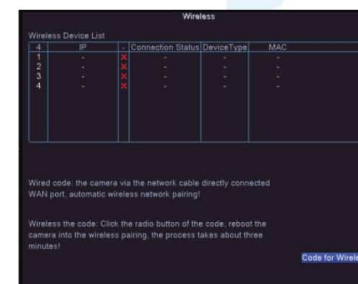 Wireless
Wireless Device List
4 IP - Connection Status DeviceType MAC
1 - X - - -
2 - X - - -
3 - X - - -
4 - X - - -
Wired code: the camera via the network cable directly connected
WAN port, automatic wireless network pairing!
Wireless the code: Click the radio button of the code, reboot the
camera into the wireless pairing, the process takes about three
minutes!
Code for Wirele